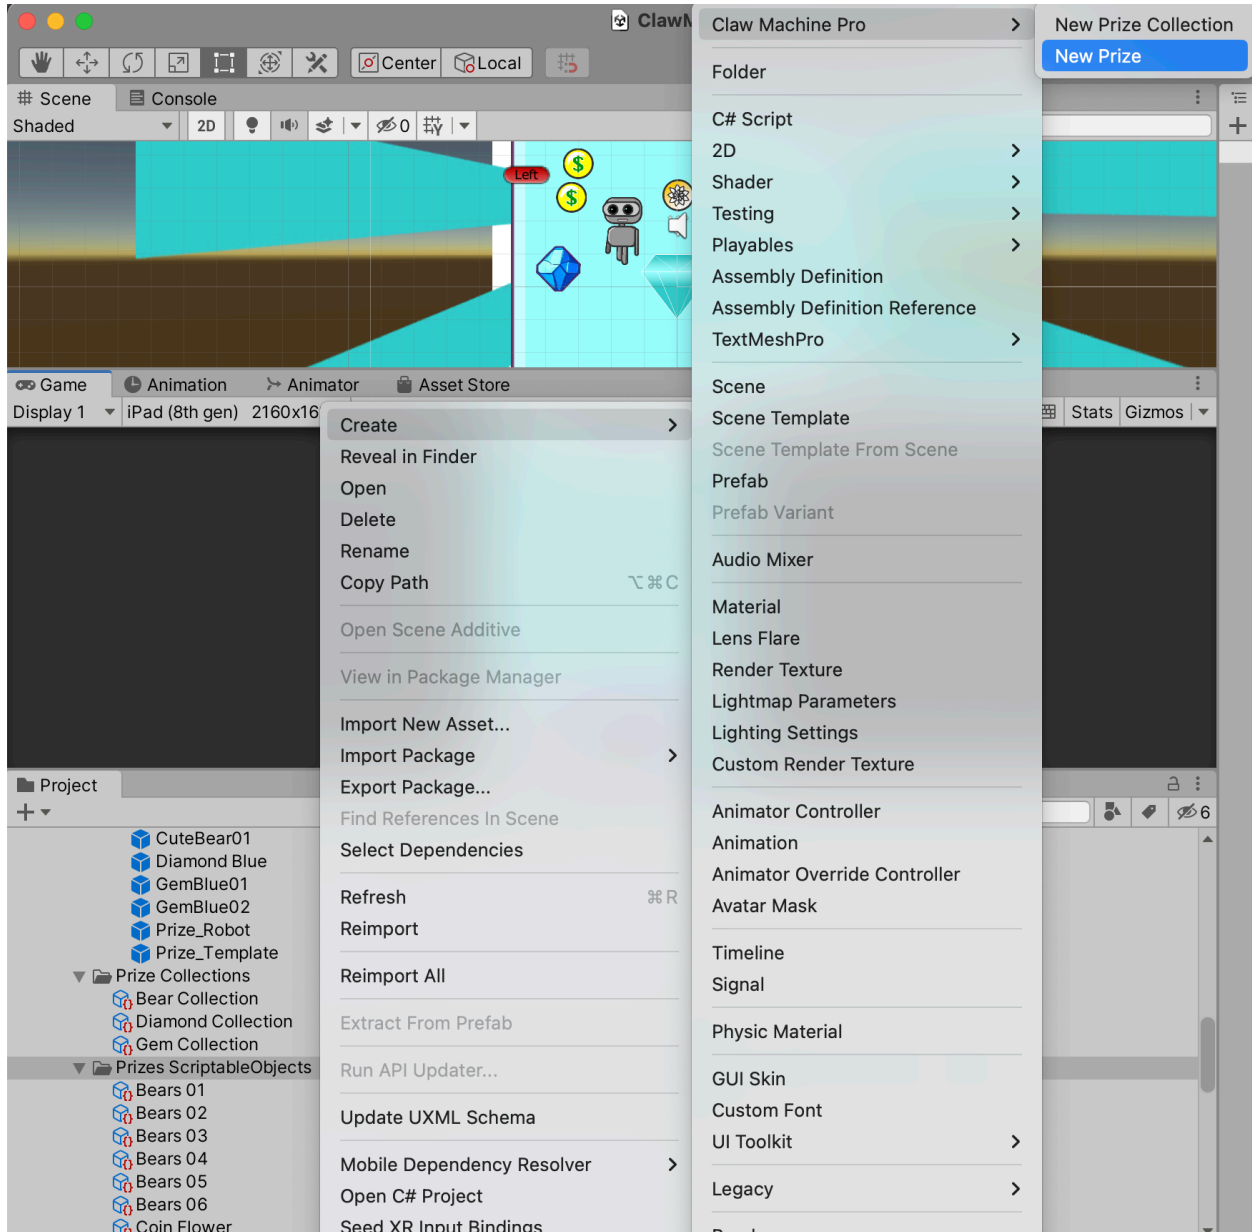 ClawM
Center
Local
Scene
Console
Shaded
2D
0
Left
$
$
Game
Animation
Animator
Asset Store
Display 1
iPad (8th gen)
2160x16
Stats
Gizmos
Create
Reveal in Finder
Open
Delete
Rename
Copy Path
⌥⌘C
Open Scene Additive
View in Package Manager
Import New Asset...
Import Package
Export Package...
Find References In Scene
Select Dependencies
Refresh
⌘R
Reimport
Reimport All
Extract From Prefab
Run API Updater...
Update UXML Schema
Mobile Dependency Resolver
Open C# Project
Seed XR Input Bindings
Claw Machine Pro
Folder
C# Script
2D
Shader
Testing
Playables
Assembly Definition
Assembly Definition Reference
TextMeshPro
Scene
Scene Template
Scene Template From Scene
Prefab
Prefab Variant
Audio Mixer
Material
Lens Flare
Render Texture
Lightmap Parameters
Lighting Settings
Custom Render Texture
Animator Controller
Animation
Animator Override Controller
Avatar Mask
Timeline
Signal
Physic Material
GUI Skin
Custom Font
UI Toolkit
Legacy
New Prize Collection
New Prize
Project
6
CuteBear01
Diamond Blue
GemBlue01
GemBlue02
Prize_Robot
Prize_Template
Prize Collections
Bear Collection
Diamond Collection
Gem Collection
Prizes ScriptableObjects
Bears 01
Bears 02
Bears 03
Bears 04
Bears 05
Bears 06
Coin Flower